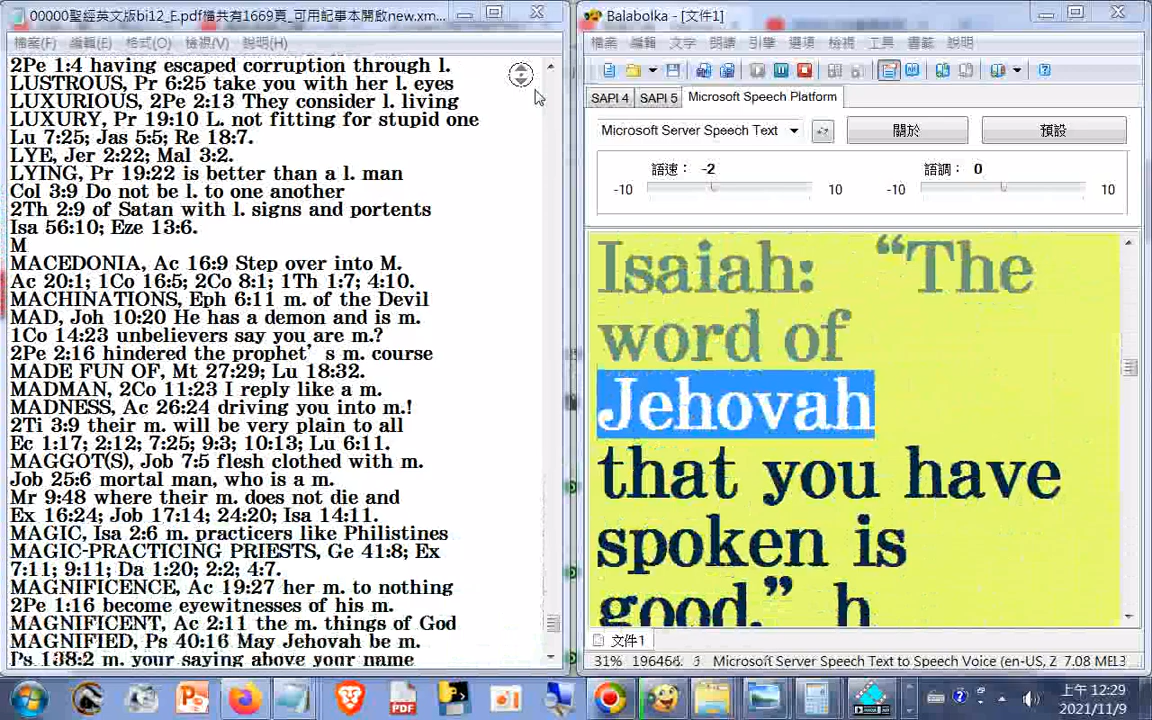 00000聖經英文版bi12_E.pdf檔共有1669頁_可用記事本開啟new.xm...
檔案(F) 編輯(E) 格式(O) 檢視(V) 說明(H)
2Pe 1:4 having escaped corruption through l.
LUSTROUS, Pr 6:25 take you with her l. eyes
LUXURIOUS, 2Pe 2:13 They consider l. living
LUXURY, Pr 19:10 L. not fitting for stupid one
Lu 7:25; Jas 5:5; Re 18:7.
LYE, Jer 2:22; Mal 3:2.
LYING, Pr 19:22 is better than a l. man
Col 3:9 Do not be l. to one another
2Th 2:9 of Satan with l. signs and portents
Isa 56:10; Eze 13:6.
M
MACEDONIA, Ac 16:9 Step over into M.
Ac 20:1; 1Co 16:5; 2Co 8:1; 1Th 1:7; 4:10.
MACHINATIONS, Eph 6:11 m. of the Devil
MAD, Joh 10:20 He has a demon and is m.
1Co 14:23 unbelievers say you are m.?
2Pe 2:16 hindered the prophet’s m. course
MADE FUN OF, Mt 27:29; Lu 18:32.
MADMAN, 2Co 11:23 I reply like a m.
MADNESS, Ac 26:24 driving you into m.!
2Ti 3:9 their m. will be very plain to all
Ec 1:17; 2:12; 7:25; 9:3; 10:13; Lu 6:11.
MAGGOT(S), Job 7:5 flesh clothed with m.
Job 25:6 mortal man, who is a m.
Mr 9:48 where their m. does not die and
Ex 16:24; Job 17:14; 24:20; Isa 14:11.
MAGIC, Isa 2:6 m. practicers like Philistines
MAGIC-PRACTICING PRIESTS, Ge 41:8; Ex
7:11; 9:11; Da 1:20; 2:2; 4:7.
MAGNIFICENCE, Ac 19:27 her m. to nothing
2Pe 1:16 become eyewitnesses of his m.
MAGNIFICENT, Ac 2:11 the m. things of God
MAGNIFIED, Ps 40:16 May Jehovah be m.
Ps 138:2 m. your saying above your name
Balabolka - [文件1]
檔案 編輯 文字 朗讀 引擎 選項 檢視 工具 書籤 說明
SAPI 4 SAPI 5 Microsoft Speech Platform
Microsoft Server Speech Text 關於 預設
語速： -2 語調： 0
-10 10 -10 10
Isaiah: “The
word of
Jehovah
that you have
spoken is
good.” h
文件1
31% Microsoft Server Speech Text to Speech Voice (en-US, Z 7.08 MB
上午 12:29
2021/11/9